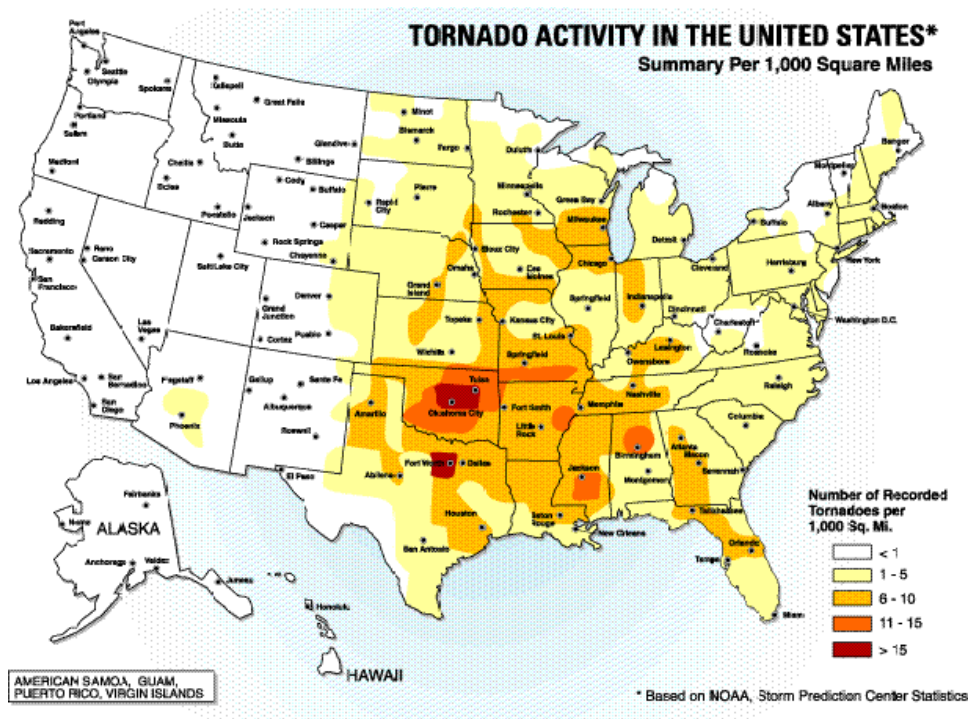 TORNADO ACTIVITY IN THE UNITED STATES*
Summary Per 1,000 Square Miles
Port
Angeles
Seattle
Olympia
Spokane
Portland
Salem
Medford
Kalispell
Great Falls
Missoula
Butte
Glendive
Billings
Challis
Boise
Pocatello
Cody
Buffalo
Jackson
Casper
Rock Springs
Cheyenne
Redding
Sacramento
San
Francisco
Reno
Carson City
Salt Lake City
Bakersfield
Las
Vegas
Los Angeles
San
Bernadino
San
Diego
Denver
Grand
Junction
Pueblo
Cortez
Flagstaff
Phoenix
Gallup
Santa Fe
Albuquerque
Roswell
El Paso
Minot
Bismarck
Fargo
Pierre
City
Duluth
Minneapolis
Rochester
Green Bay
Milwaukee
Sioux City
Omaha
Grand
Island
Des
Moines
Chicago
Detroit
Springfield
Indianapolis
Cleveland
Cincinnati
Topeka
Kansas City
St. Louis
Wichita
Springfield
Owensboro
Lexington
Charleston
Roanoke
Nashville
Memphis
Raleigh
Columbia
Tulsa
Oklahoma City
Amarillo
Fort Smith
Little
Rock
Fort Worth
Dallas
Abilene
Jackson
Birmingham
Montgomery
Atlanta
Macon
Savannah
Houston
San Antonio
Baton
Rouge
New Orleans
Tallahassee
Orlando
Tampa
Miami
Montpelier
Bangor
Albany
Boston
Buffalo
New York
Harrisburg
Washington D.C.
Fairbanks
Nome
ALASKA
Anchorage
Valdez
Juneau
Honolulu
HAWAII
AMERICAN SAMOA, GUAM,
PUERTO RICO, VIRGIN ISLANDS
Number of Recorded
Tornadoes per
1,000 Sq. Mi.
< 1
1 - 5
6 - 10
11 - 15
> 15
* Based on NOAA, Storm Prediction Center Statistics